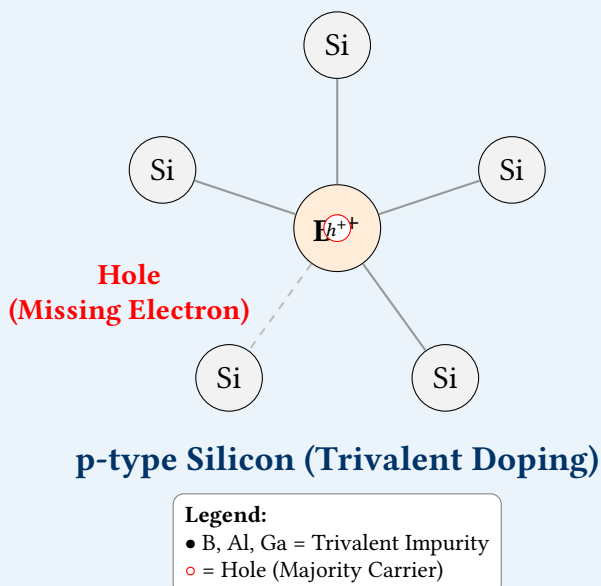 Si
Si
Si
h⁺
Hole
(Missing Electron)
Si
Si
p-type Silicon (Trivalent Doping)
Legend:
• B, Al, Ga = Trivalent Impurity
○ = Hole (Majority Carrier)